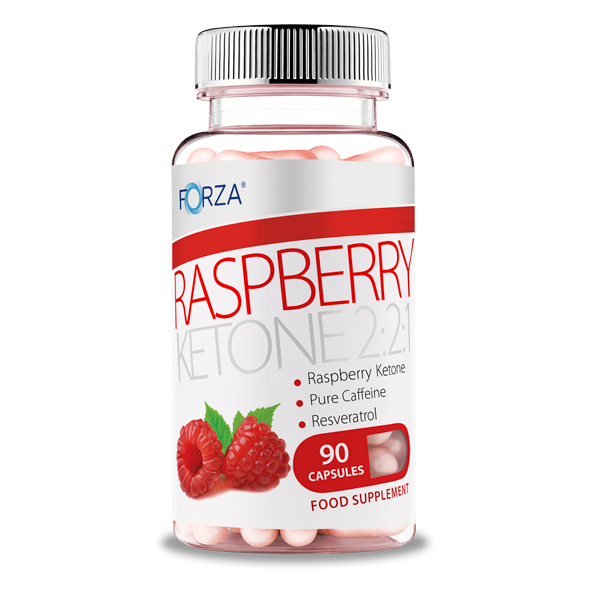 FORZA®
RASPBERRY
KETONE 2:2:1
• Raspberry Ketone
• Pure Caffeine
• Resveratrol
90
CAPSULES
FOOD SUPPLEMENT